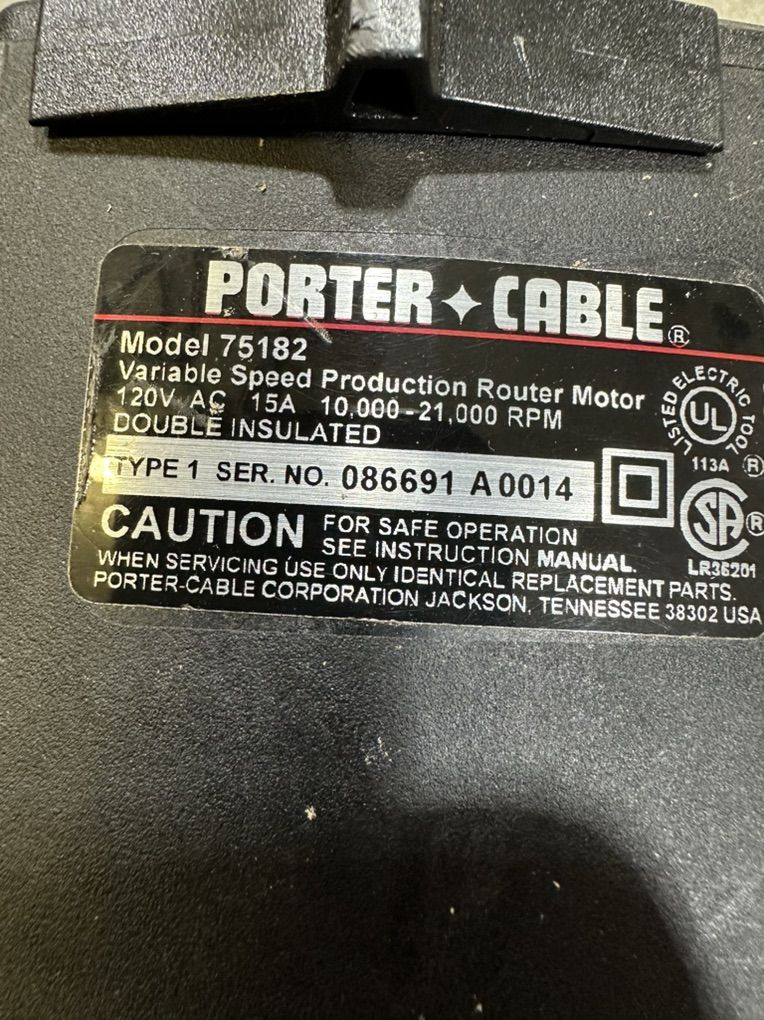 PORTER CABLE®
Model 75182
Variable Speed Production Router Motor
120V AC 15A 10,000-21,000 RPM
DOUBLE INSULATED
LISTED ELECTRIC TOOL
UL
113A ®
TYPE 1 SER. NO. 086691 A 0014
SA ®
LR36201
CAUTION FOR SAFE OPERATION
SEE INSTRUCTION MANUAL.
WHEN SERVICING USE ONLY IDENTICAL REPLACEMENT PARTS.
PORTER-CABLE CORPORATION JACKSON, TENNESSEE 38302 USA